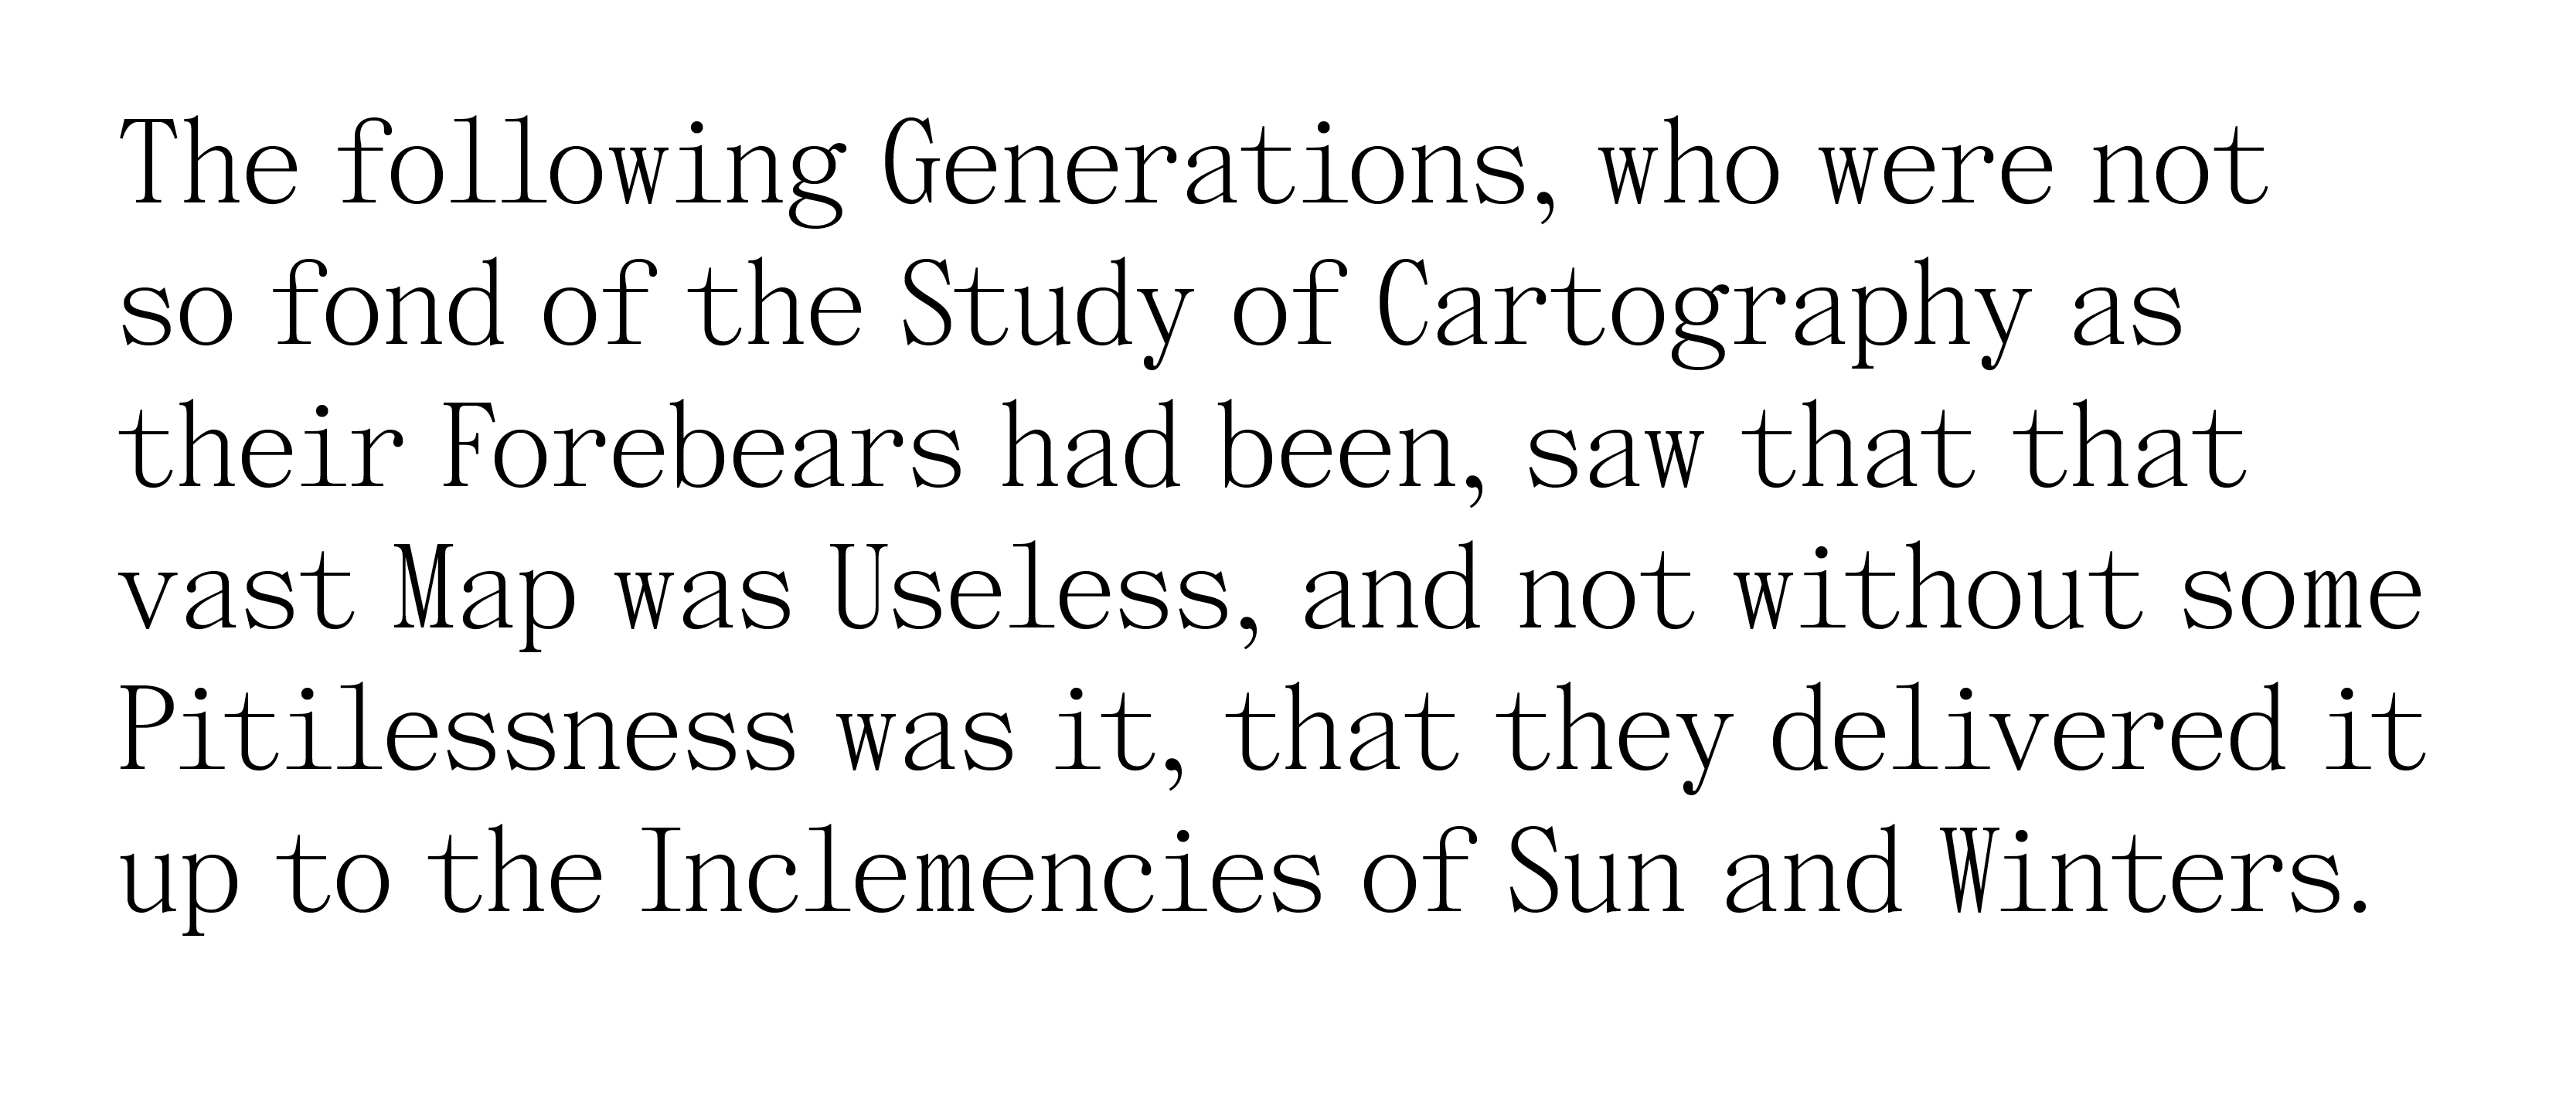 The following Generations, who were not
so fond of the Study of Cartography as
their Forebears had been, saw that that
vast Map was Useless, and not without some
Pitilessness was it, that they delivered it
up to the Inclemencies of Sun and Winters.